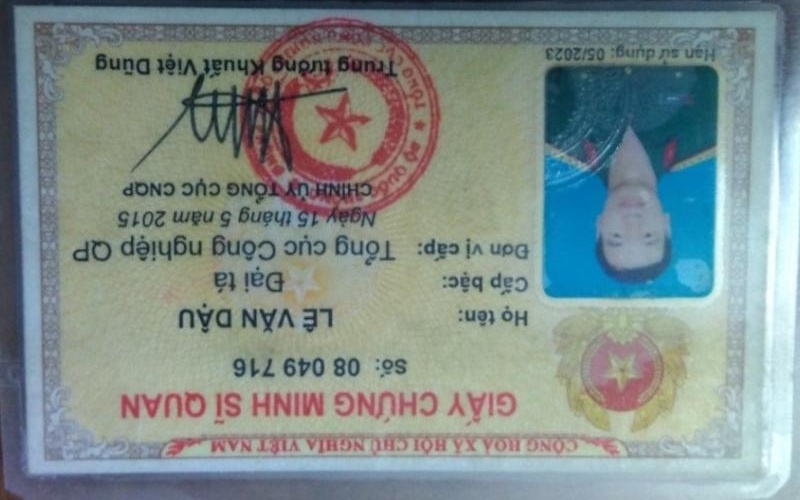 CỘNG HOÀ XÃ HỘI CHỦ NGHĨA VIỆT NAM
GIẤY CHỨNG MINH SĨ QUAN
Số: 08 049 716
Họ tên: LÊ VĂN DẬU
Cấp bậc: Đại tá
Đơn vị cấp: Tổng cục Công nghiệp QP
Ngày 15 tháng 5 năm 2015
CHÍNH ỦY TỔNG CỤC CNQP
Trung tướng Khuất Việt Dũng
Hạn sử dụng: 05/2023